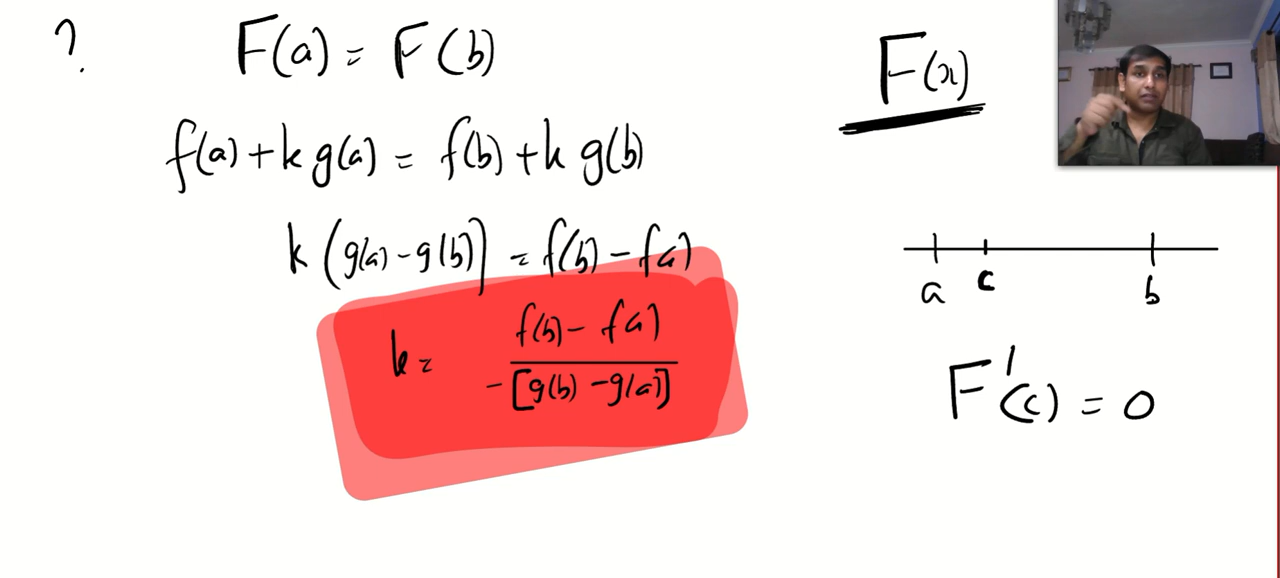 ?
F(a) = F(b)
f(a) + k g(a) = f(b) + k g(b)
k (g(a) - g(b)) = f(b) - f(a)
k = f(b) - f(a) / -[g(b) - g(a)]
F(x)
a c b
F'(c) = 0